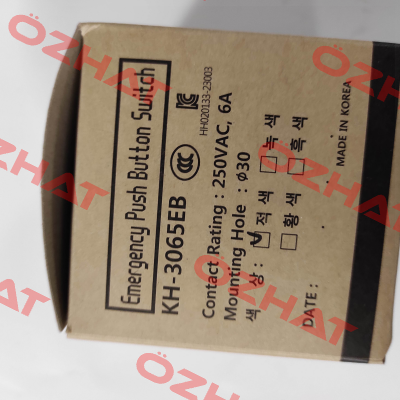 Emergency Push Button Switch
KH-3065EB
HH020133-23003
Contact Rating : 250VAC, 6A
Mounting Hole : ø30
색 상 : ☑ 적색 ☐ 녹색
☐ 황색 ☐ 흑색
DATE :
MADE IN KOREA
ÖZHAT
ÖZHAT
ÖZHAT
ÖZHAT
ÖZHAT